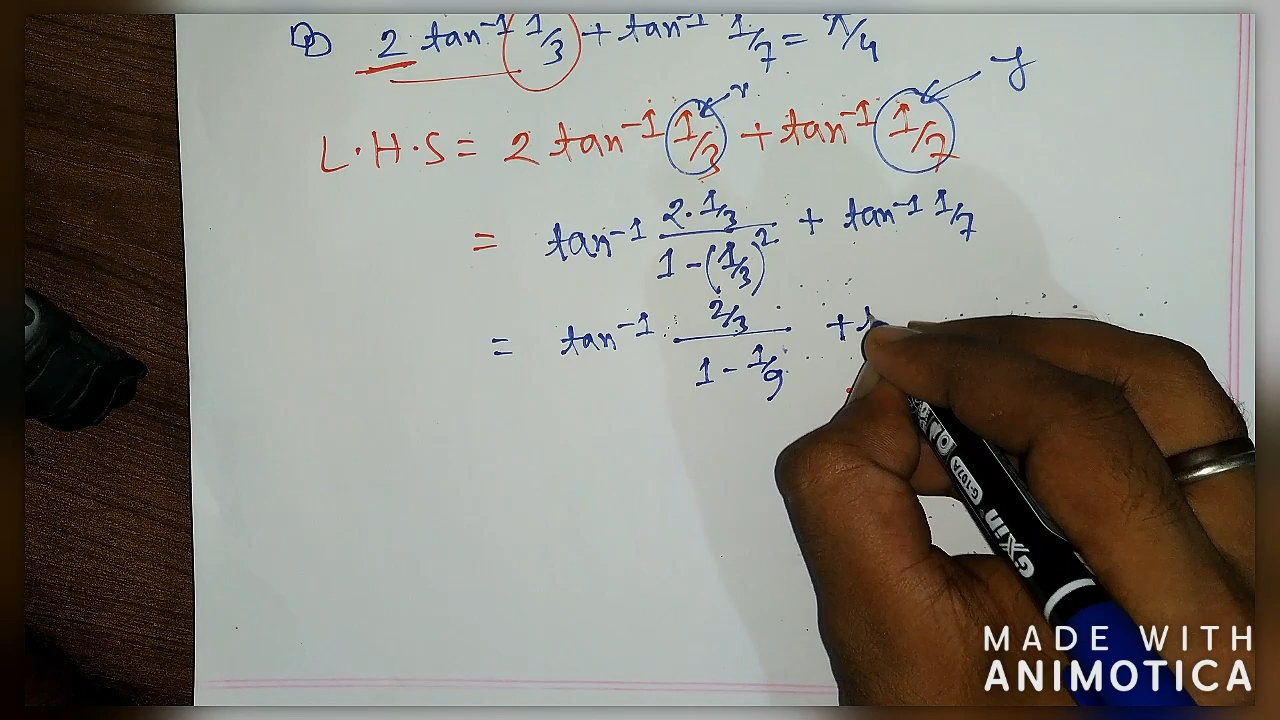 2 tan⁻¹ 1/3 + tan⁻¹ 1/7 = π/4
x y
L.H.S = 2 tan⁻¹ 1/3 + tan⁻¹ 1/7
= tan⁻¹ 2·1/3 / 1-(1/3)² + tan⁻¹ 1/7
= tan⁻¹ 2/3 / 1-1/9 + t
G-107A Gxin
MADE WITH
ANIMOTICA